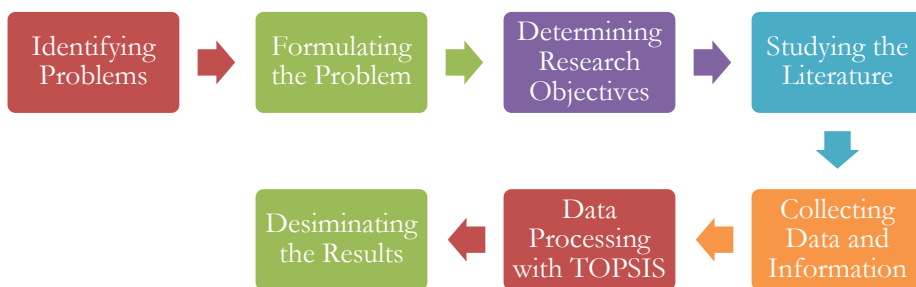 Identifying
Problems
Formulating
the Problem
Determining
Research
Objectives
Studying the
Literature
Collecting
Data and
Information
Data
Processing
with TOPSIS
Desiminating
the Results